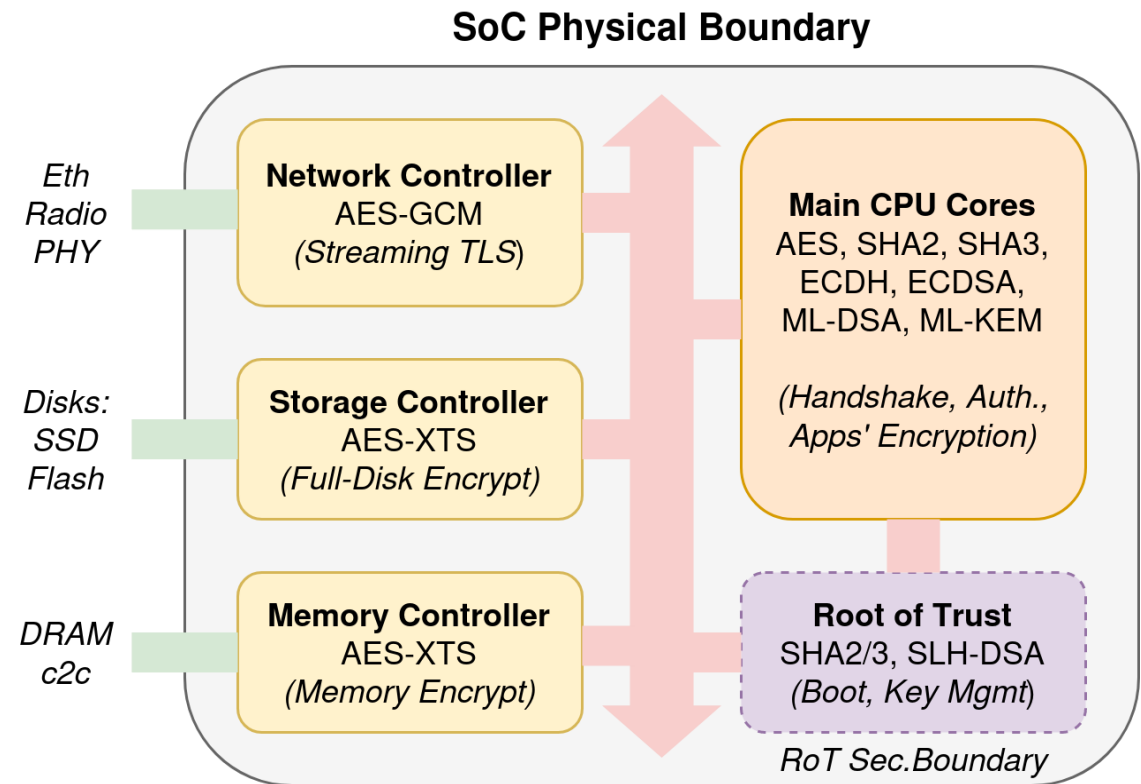 SoC Physical Boundary
Eth
Radio
PHY
Network Controller
AES-GCM
(Streaming TLS)
Disks:
SSD
Flash
Storage Controller
AES-XTS
(Full-Disk Encrypt)
DRAM
c2c
Memory Controller
AES-XTS
(Memory Encrypt)
Main CPU Cores
AES, SHA2, SHA3,
ECDH, ECDSA,
ML-DSA, ML-KEM
(Handshake, Auth.,
Apps' Encryption)
Root of Trust
SHA2/3, SLH-DSA
(Boot, Key Mgmt)
RoT Sec.Boundary